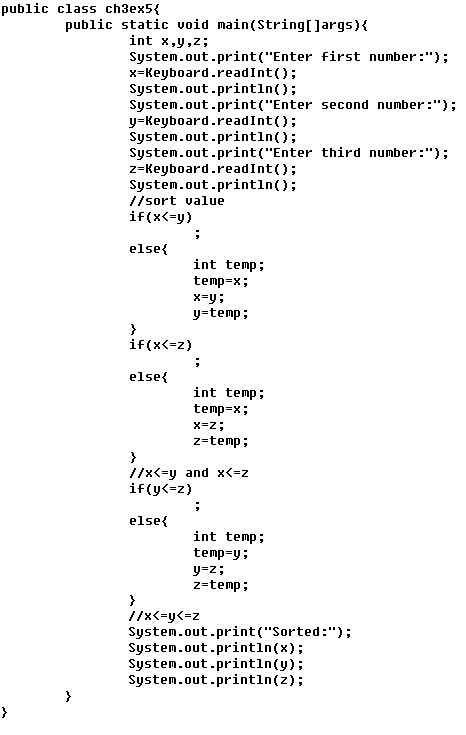 public class ch3ex5{
public static void main(String[]args){
int x,y,z;
System.out.print("Enter first number:");
x=Keyboard.readInt();
System.out.println();
System.out.print("Enter second number:");
y=Keyboard.readInt();
System.out.println();
System.out.print("Enter third number:");
z=Keyboard.readInt();
System.out.println();
//sort value
if(x<=y)
;
else{
int temp;
temp=x;
x=y;
y=temp;
}
if(x<=z)
;
else{
int temp;
temp=x;
x=z;
z=temp;
}
//x<=y and x<=z
if(y<=z)
;
else{
int temp;
temp=y;
y=z;
z=temp;
}
//x<=y<=z
System.out.print("Sorted:");
System.out.println(x);
System.out.println(y);
System.out.println(z);
}
}